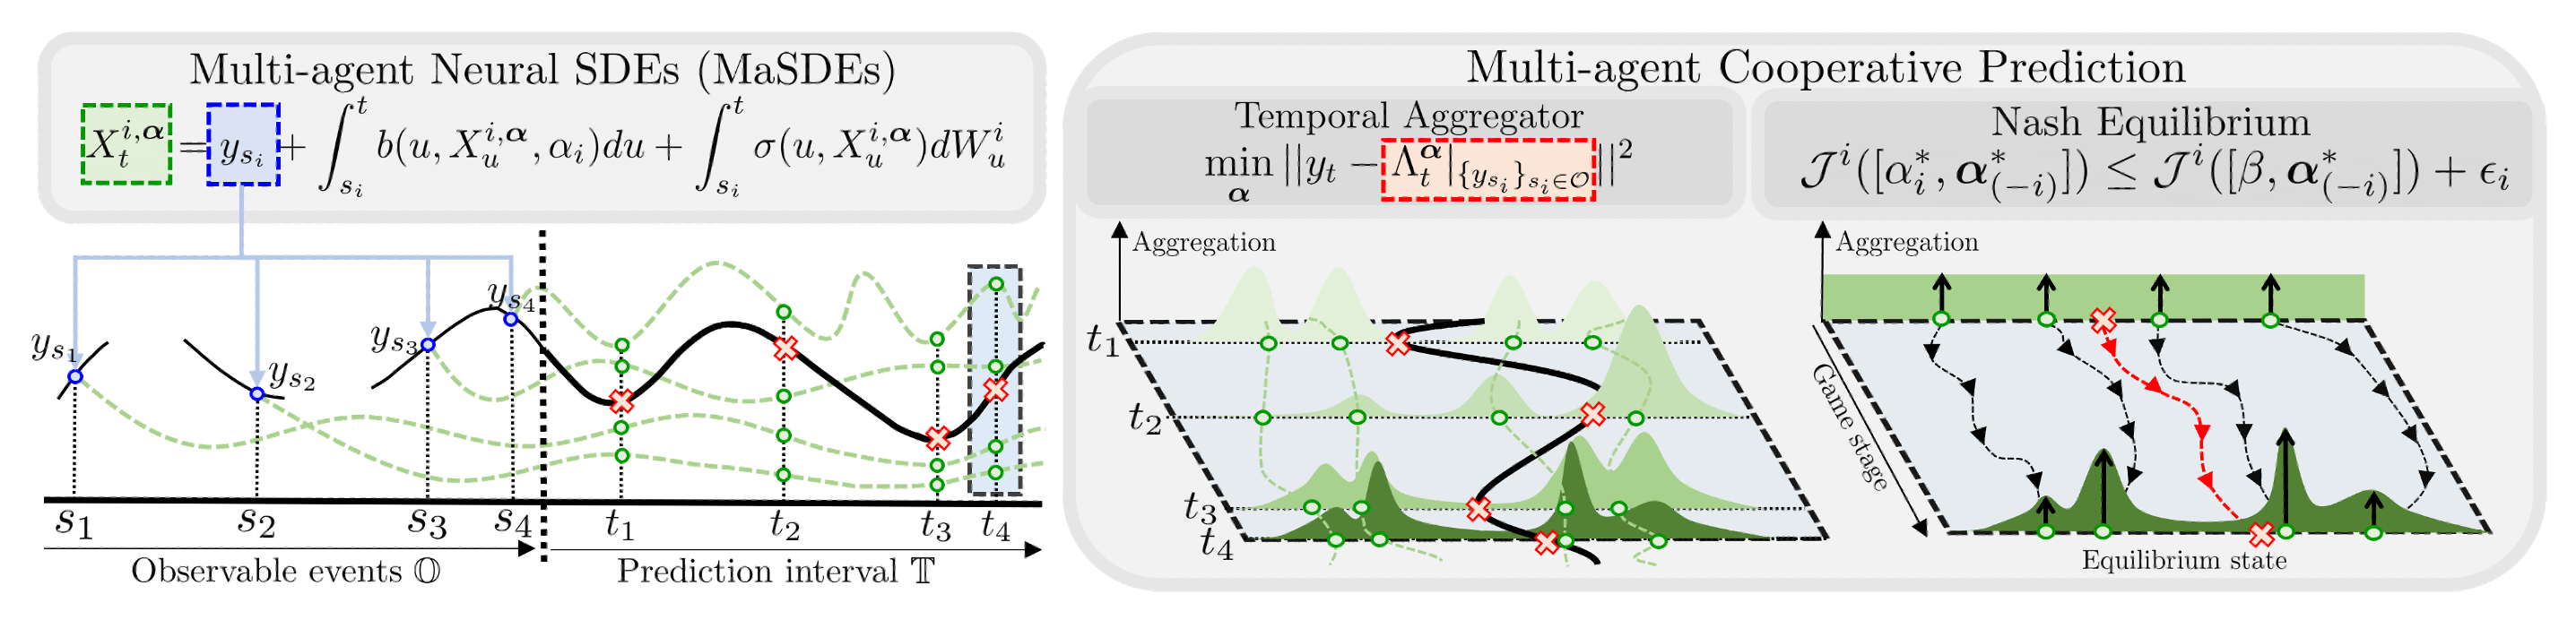 Multi-agent Neural SDEs (MaSDEs)
$X_t^{i,\boldsymbol{\alpha}} = y_{s_i} + \int_{s_i}^{t} b(u, X_u^{i,\boldsymbol{\alpha}}, \alpha_i)du + \int_{s_i}^{t} \sigma(u, X_u^{i,\boldsymbol{\alpha}})dW_u^i$
$y_{s_1}$
$y_{s_2}$
$y_{s_3}$
$y_{s_4}$
$s_1$ $s_2$ $s_3$ $s_4$ $t_1$ $t_2$ $t_3$ $t_4$
Observable events $\mathbb{O}$
Prediction interval $\mathbb{T}$
Multi-agent Cooperative Prediction
Temporal Aggregator
$\min_{\boldsymbol{\alpha}} ||y_t - \Lambda_t^{\boldsymbol{\alpha}}|_{\{y_{s_i}\}_{s_i \in \mathcal{O}}}||^2$
Aggregation
$t_1$
$t_2$
$t_3$
$t_4$
Nash Equilibrium
$\mathcal{J}^i([\alpha_i^*, \boldsymbol{\alpha}_{(-i)}^*]) \leq \mathcal{J}^i([\beta, \boldsymbol{\alpha}_{(-i)}^*]) + \epsilon_i$
Aggregation
Game stage
Equilibrium state